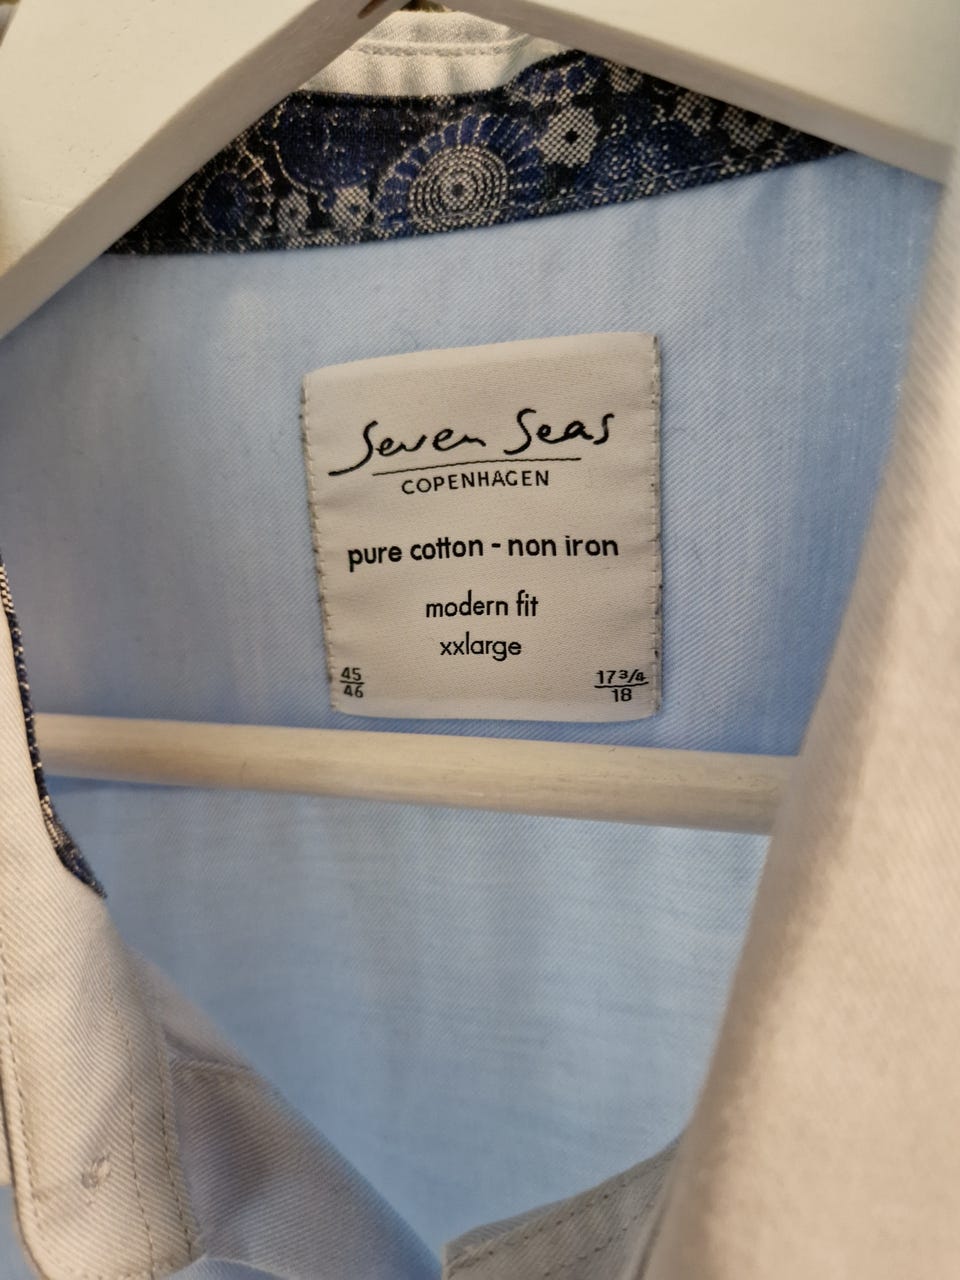 Seven Seas
COPENHAGEN
pure cotton - non iron
modern fit
xxlarge
45 17 3/4
46 18